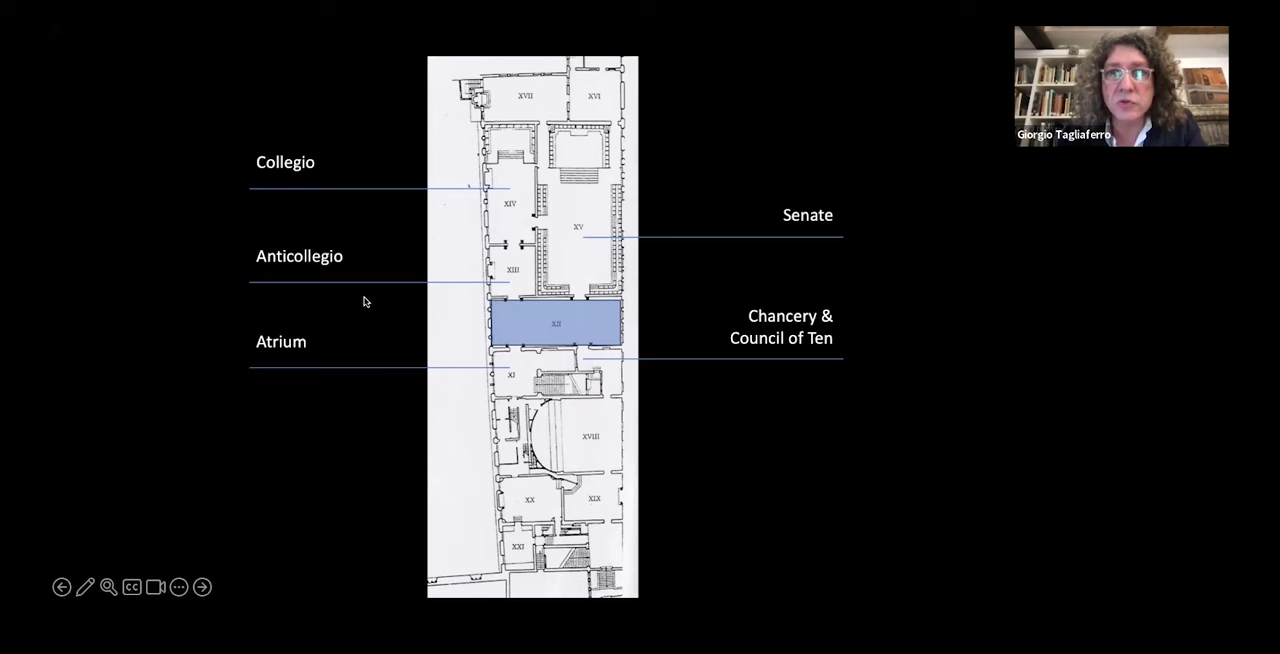 Giorgio Tagliaferro
XVII
XVI
Collegio
XIV
Senate
XV
Anticollegio
XIII
Chancery &
Council of Ten
XII
Atrium
XI
XVIII
XX
XIX
XXI
CC